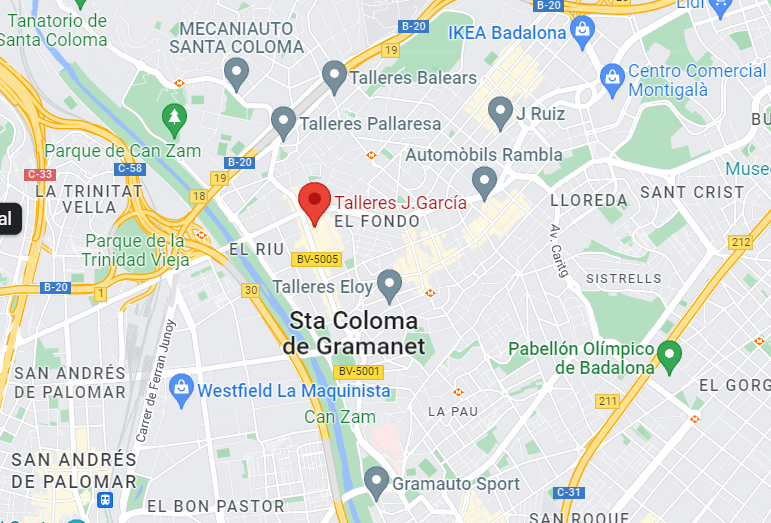 Tanatorio de
Santa Coloma
MECANIAUTO
SANTA COLOMA
B-20
19
IKEA Badalona
B-20
Lidl
Talleres Balears
Centro Comercial
Montigalà
J Ruiz
Talleres Pallaresa
Parque de Can Zam
B-20
Automòbils Rambla
C-33
C-58
LA TRINITAT
VELLA
18
19
Talleres J.García
EL FONDO
LLOREDA
SANT CRIST
al
Parque de la
Trinidad Vieja
EL RIU
BV-5005
Av. Caritg
212
SISTRELLS
B-20
1
30
Talleres Eloy
Sta Coloma
de Gramanet
Carrer de Ferran Junoy
Pabellón Olímpico
de Badalona
SAN ANDRÉS
DE PALOMAR
BV-5001
Westfield La Maquinista
Can Zam
LA PAU
211
EL GORG
SAN ANDRÉS
DE PALOMAR
Gramauto Sport
C-31
EL BON PASTOR
SAN ROQUE